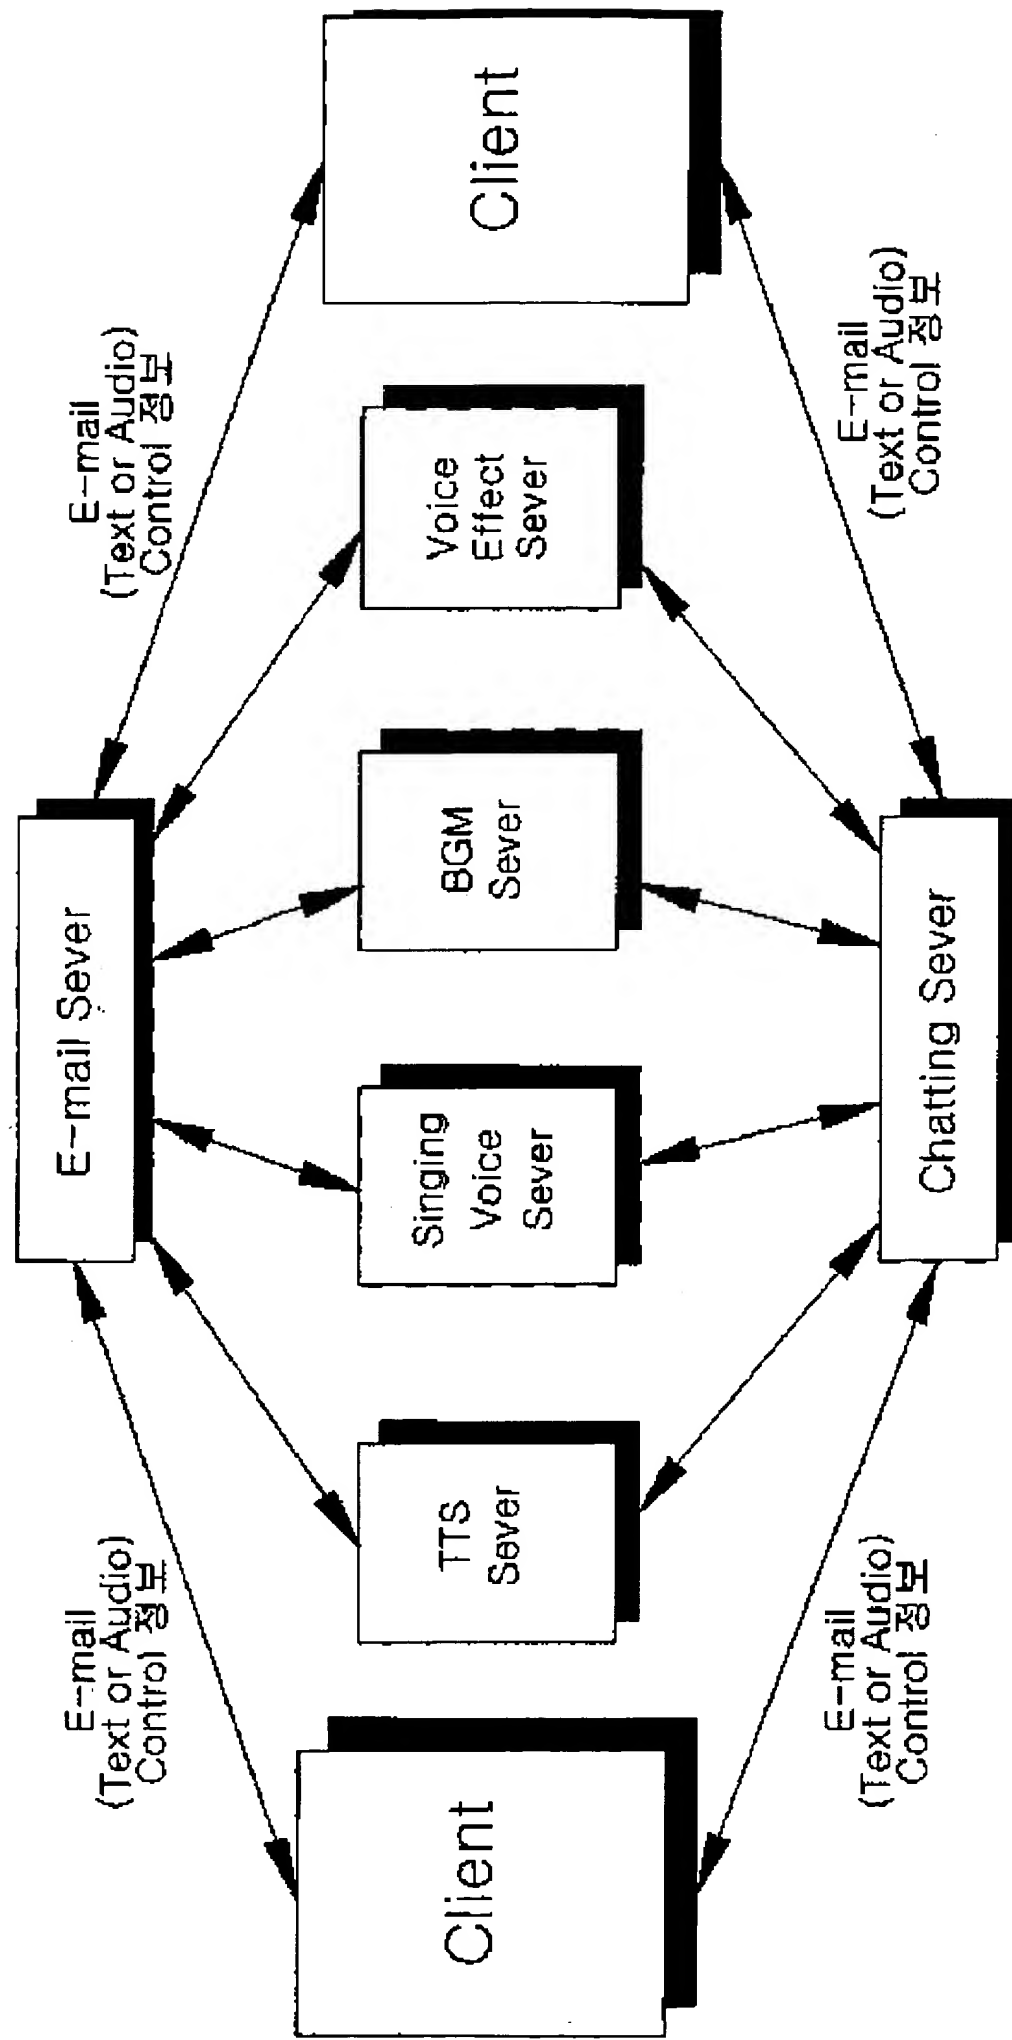 E-mail Sever
E-mail
(Text or Audio)
Control 정보
E-mail
(Text or Audio)
Control 정보
Client
TTS
Sever
Singing
Voice
Sever
BGM
Sever
Voice
Effect
Sever
Client
E-mail
(Text or Audio)
Control 정보
E-mail
(Text or Audio)
Control 정보
Chatting Sever